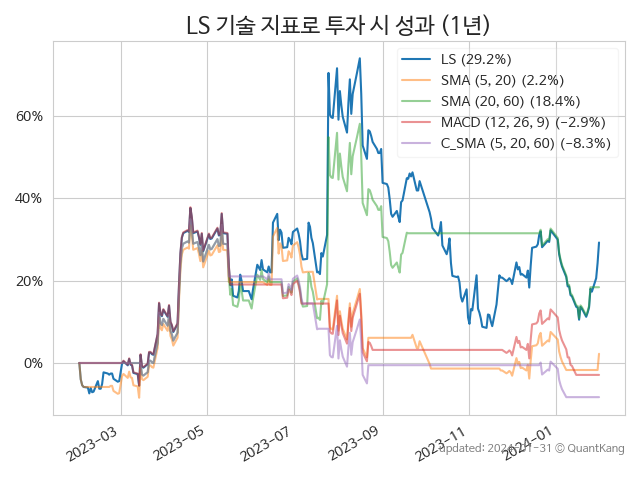 LS 기술 지표로 투자 시 성과 (1년)
LS (29.2%)
SMA (5, 20) (2.2%)
SMA (20, 60) (18.4%)
MACD (12, 26, 9) (−2.9%)
C_SMA (5, 20, 60) (−8.3%)
60%
40%
20%
0%
2023-03
2023-05
2023-07
2023-09
2023-11
2024-01
updated: 2024-01-31 © QuantKang